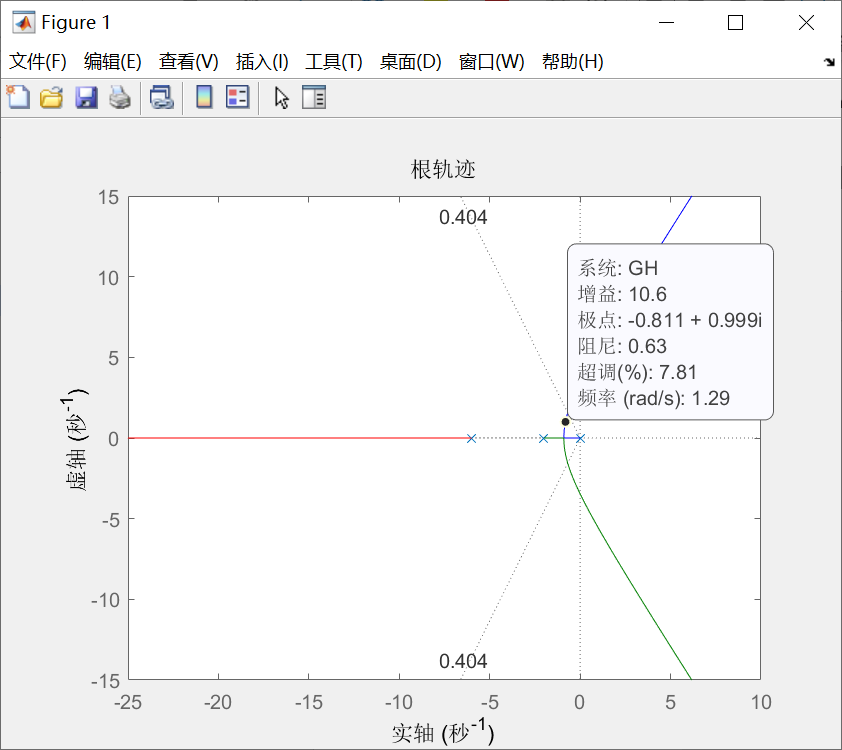 Figure 1
文件(F) 编辑(E) 查看(V) 插入(I) 工具(T) 桌面(D) 窗口(W) 帮助(H)
根轨迹
15
10
5
0
-5
-10
-15
虚轴 (秒-1)
0.404
系统: GH
增益: 10.6
极点: -0.811 + 0.999i
阻尼: 0.63
超调(%): 7.81
频率 (rad/s): 1.29
0.404
-25 -20 -15 -10 -5 0 5 10
实轴 (秒-1)